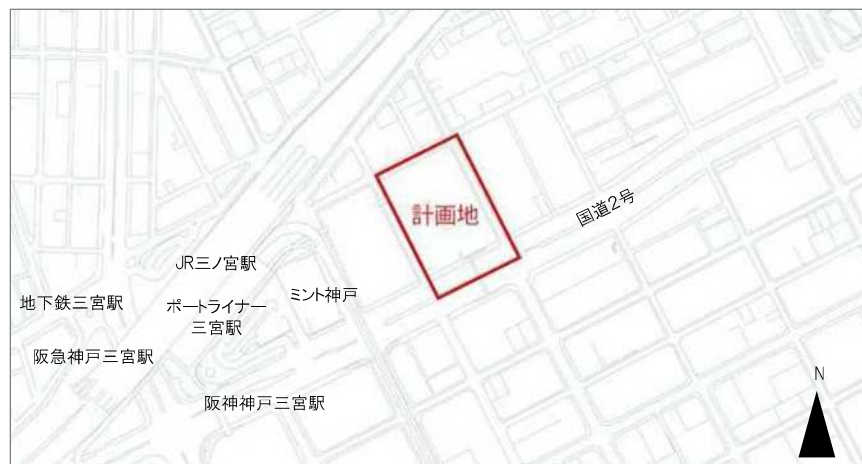 計画地
国道2号
JR三ノ宮駅
ミント神戸
地下鉄三宮駅
ポートライナー
三宮駅
阪急神戸三宮駅
阪神神戸三宮駅
N